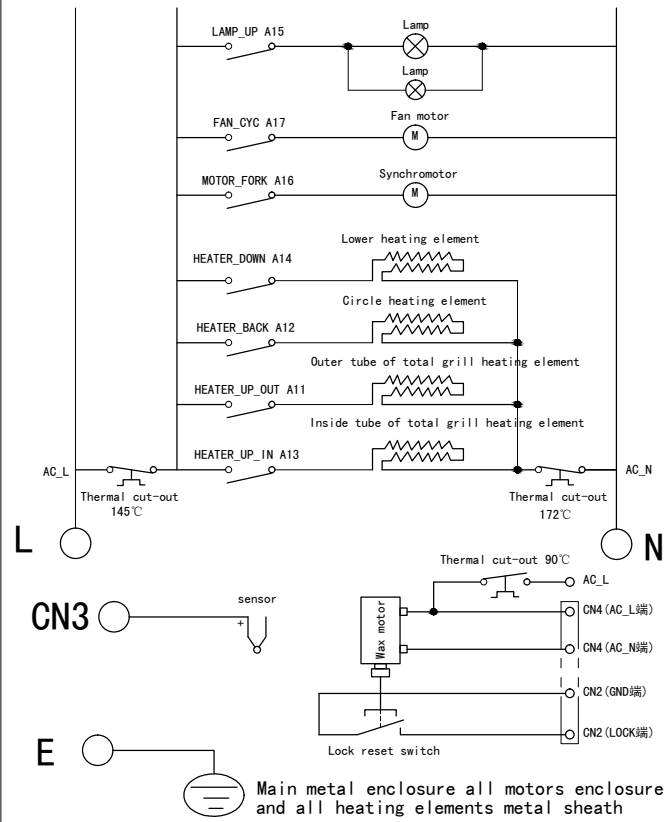 LAMP_UP A15
Lamp
Lamp
FAN_CYC A17
Fan motor
M
MOTOR_FORK A16
Synchromotor
M
Lower heating element
HEATER_DOWN A14
Circle heating element
HEATER_BACK A12
Outer tube of total grill heating element
HEATER_UP_OUT A11
Inside tube of total grill heating element
HEATER_UP_IN A13
AC_L
AC_N
Thermal cut-out
145℃
Thermal cut-out
172℃
L
N
Thermal cut-out 90℃
AC_L
CN3
sensor
+
Wax motor
CN4(AC_L端)
CN4(AC_N端)
CN2(GND端)
CN2(LOCK端)
Lock reset switch
E
Main metal enclosure all motors enclosure
and all heating elements metal sheath